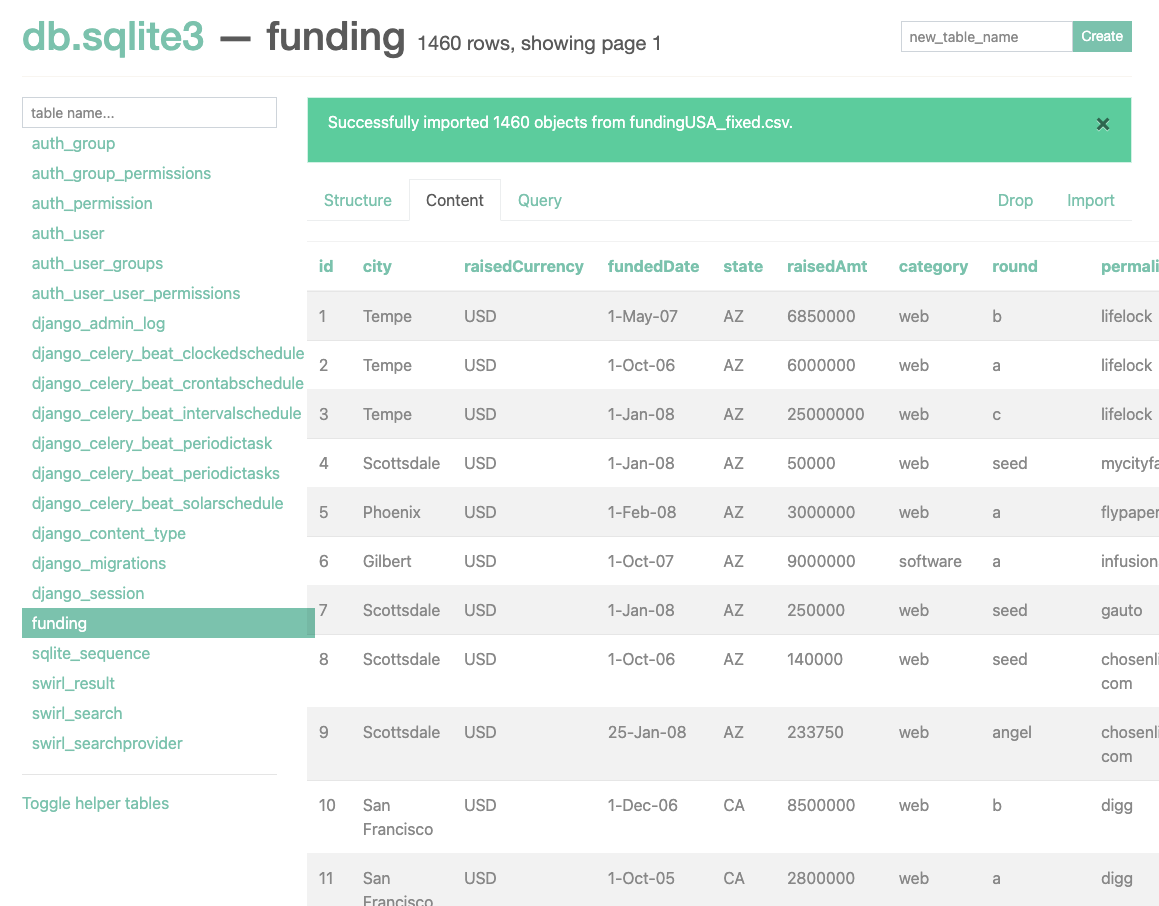 db.sqlite3 — funding 1460 rows, showing page 1
new_table_name Create
table name...
auth_group
auth_group_permissions
auth_permission
auth_user
auth_user_groups
auth_user_user_permissions
django_admin_log
django_celery_beat_clockedschedule
django_celery_beat_crontabschedule
django_celery_beat_intervalschedule
django_celery_beat_periodictask
django_celery_beat_periodictasks
django_celery_beat_solarschedule
django_content_type
django_migrations
django_session
funding
sqlite_sequence
swirl_result
swirl_search
swirl_searchprovider
Toggle helper tables
Successfully imported 1460 objects from fundingUSA_fixed.csv. ×
Structure Content Query Drop Import
id city raisedCurrency fundedDate state raisedAmt category round permali
1 Tempe USD 1-May-07 AZ 6850000 web b lifelock
2 Tempe USD 1-Oct-06 AZ 6000000 web a lifelock
3 Tempe USD 1-Jan-08 AZ 25000000 web c lifelock
4 Scottsdale USD 1-Jan-08 AZ 50000 web seed mycityfa
5 Phoenix USD 1-Feb-08 AZ 3000000 web a flypaper
6 Gilbert USD 1-Oct-07 AZ 9000000 software a infusion
7 Scottsdale USD 1-Jan-08 AZ 250000 web seed gauto
8 Scottsdale USD 1-Oct-06 AZ 140000 web seed chosenli
com
9 Scottsdale USD 25-Jan-08 AZ 233750 web angel chosenli
com
10 San USD 1-Dec-06 CA 8500000 web b digg
Francisco
11 San USD 1-Oct-05 CA 2800000 web a digg
Francisco